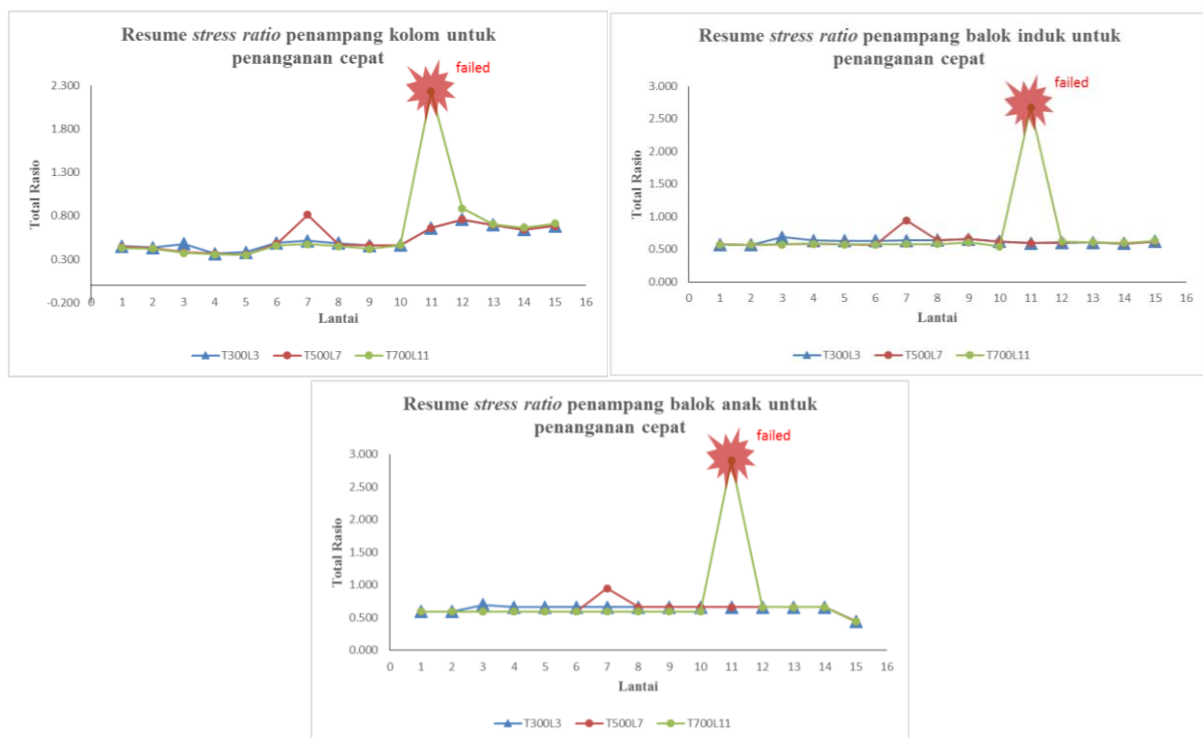 Resume stress ratio penampang kolom untuk
penanganan cepat
failed
2.300
1.800
1.300
0.800
0.300
-0.200
Total Rasio
0 1 2 3 4 5 6 7 8 9 10 11 12 13 14 15 16
Lantai
T300L3 T500L7 T700L11
Resume stress ratio penampang balok induk untuk
penanganan cepat
failed
3.000
2.500
2.000
1.500
1.000
0.500
0.000
Total Rasio
0 1 2 3 4 5 6 7 8 9 10 11 12 13 14 15 16
Lantai
T300L3 T500L7 T700L11
Resume stress ratio penampang balok anak untuk
penanganan cepat
failed
3.000
2.500
2.000
1.500
1.000
0.500
0.000
Total Rasio
0 1 2 3 4 5 6 7 8 9 10 11 12 13 14 15 16
Lantai
T300L3 T500L7 T700L11